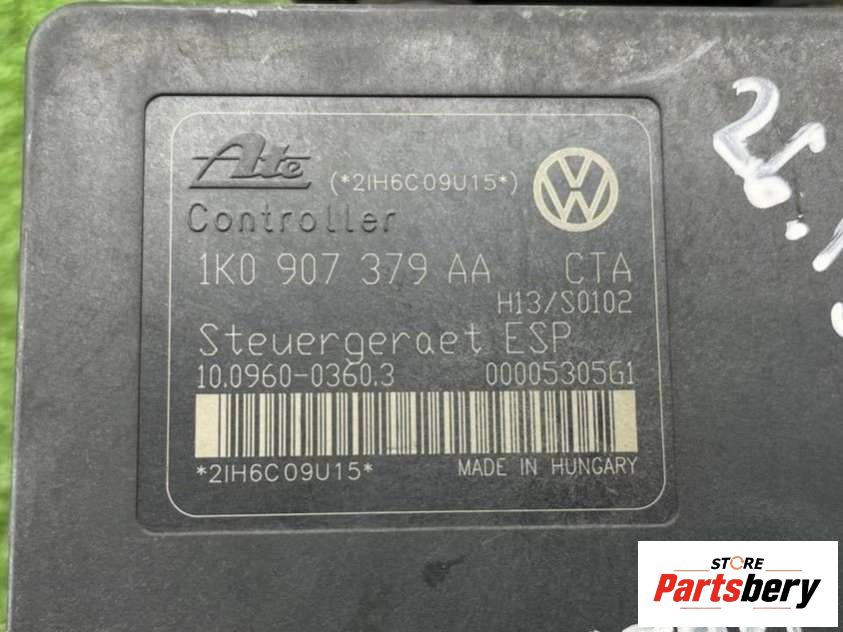 Ate (*2IH6C09U15*)
Controller
1K0 907 379 AA CTA
H13/S0102
Steuergeraet ESP
10.0960-0360.3 00005305G1
*2IH6C09U15* MADE IN HUNGARY
STORE
Partsbery